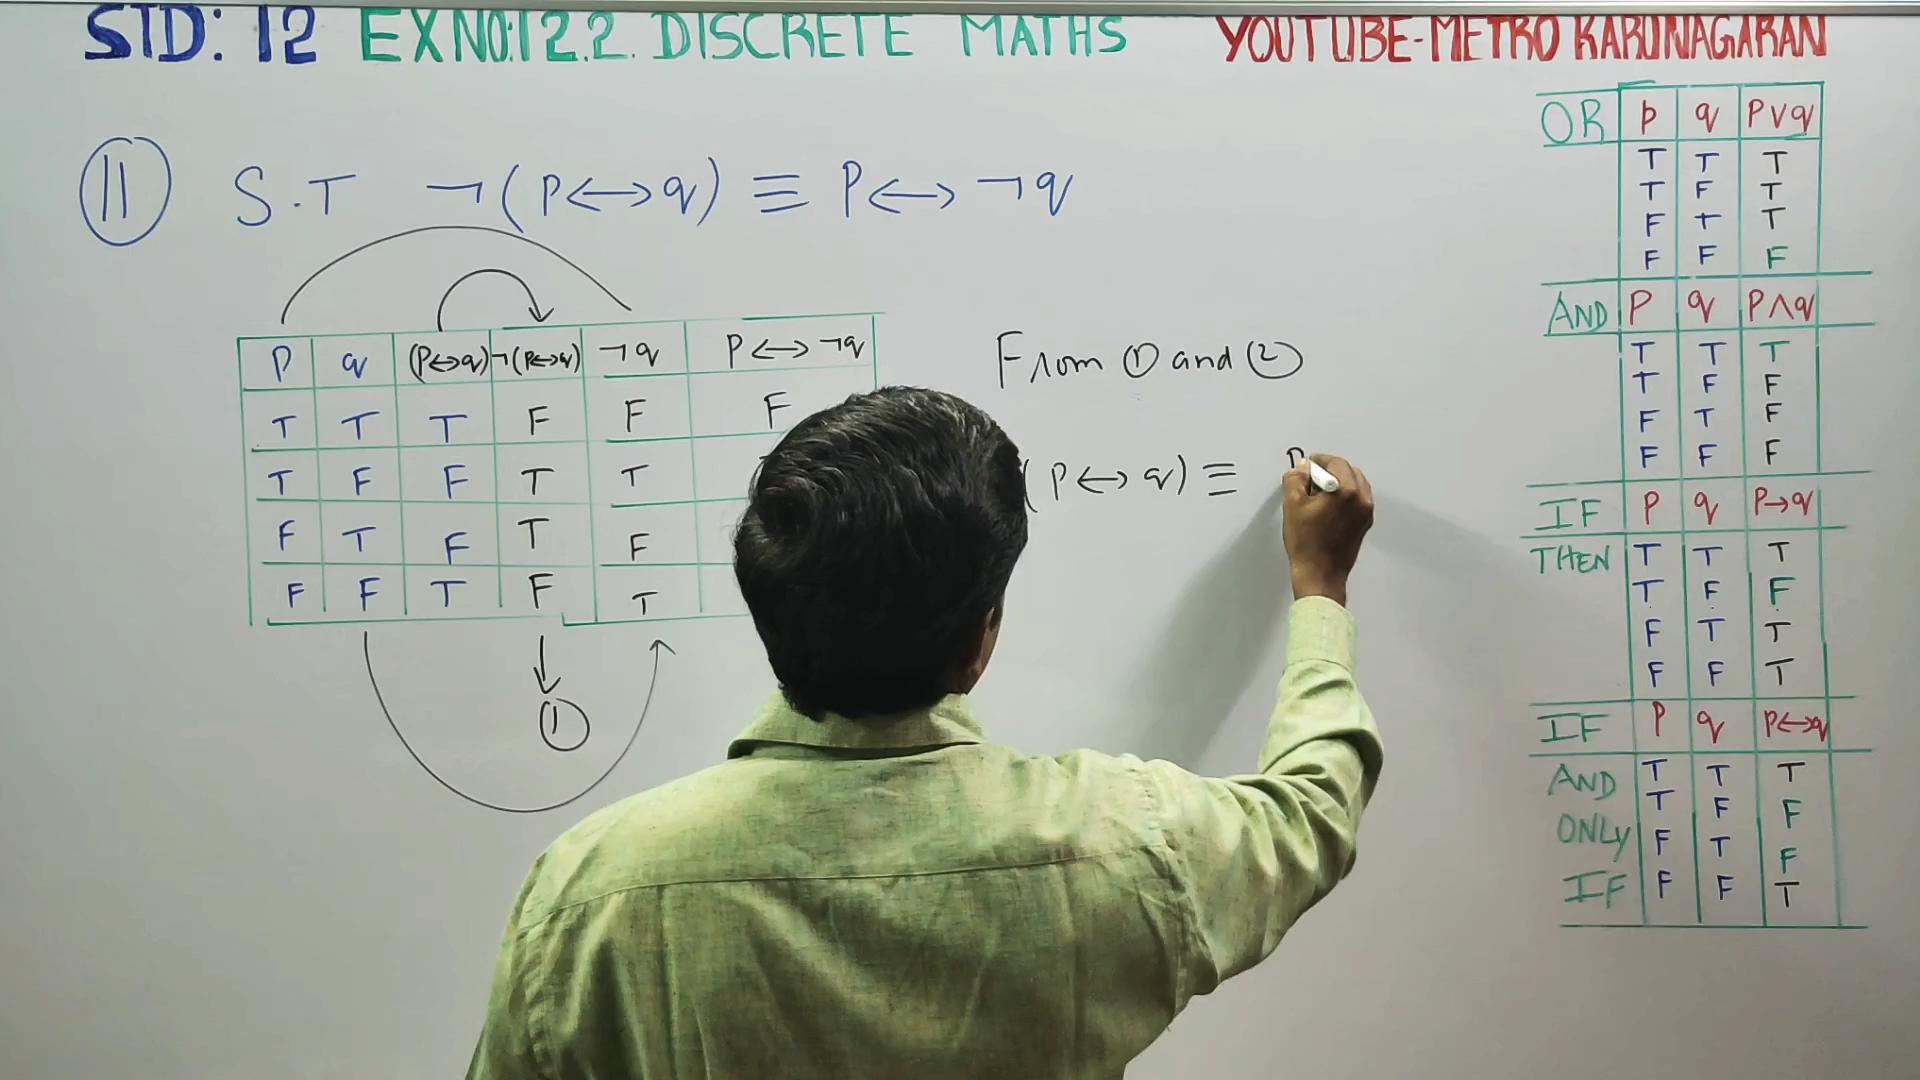 STD: 12 EX NO:12.2. DISCRETE MATHS YOUTUBE-METRO KARUNAGARAN
11 S.T ¬(P↔q) ≡ P↔¬q
P q (P↔q) ¬(P↔q) ¬q P↔¬q
T T T F F F
T F F T T
F T F T F
F F T F T
①
From ① and ②
(P↔q) ≡ P
OR p q P∨q
T T T
T F T
F T T
F F F
AND P q P∧q
T T T
T F F
F T F
F F F
IF P q P→q
THEN T T T
T F F
F T T
F F T
IF P q P↔q
AND T T T
T F F
ONLY F T F
IF F F T